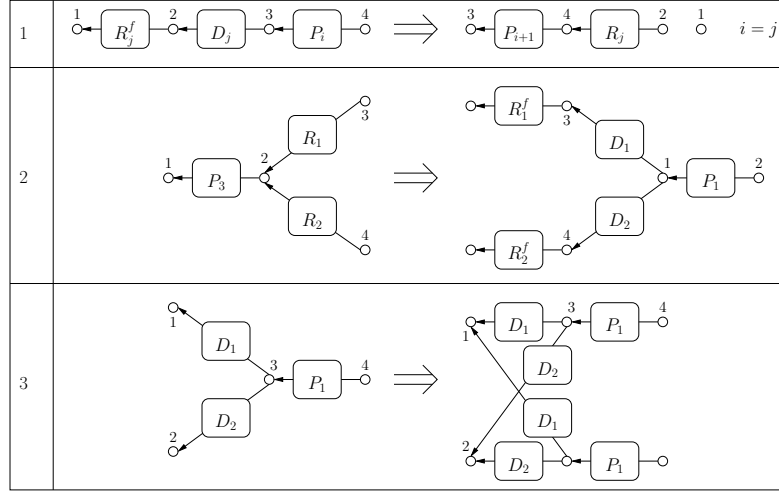 1 1 R_j^f 2 D_j 3 P_i 4 ⟹ 3 P_{i+1} 4 R_j 2 1 i = j
2 1 P_3 2 R_1 3 R_2 4 ⟹ R_1^f 3 D_1 1 P_1 2 D_2 4 R_2^f
3 1 D_1 3 P_1 4 D_2 2 ⟹ 1 D_1 3 P_1 4 D_2 D_1 2 D_2 P_1